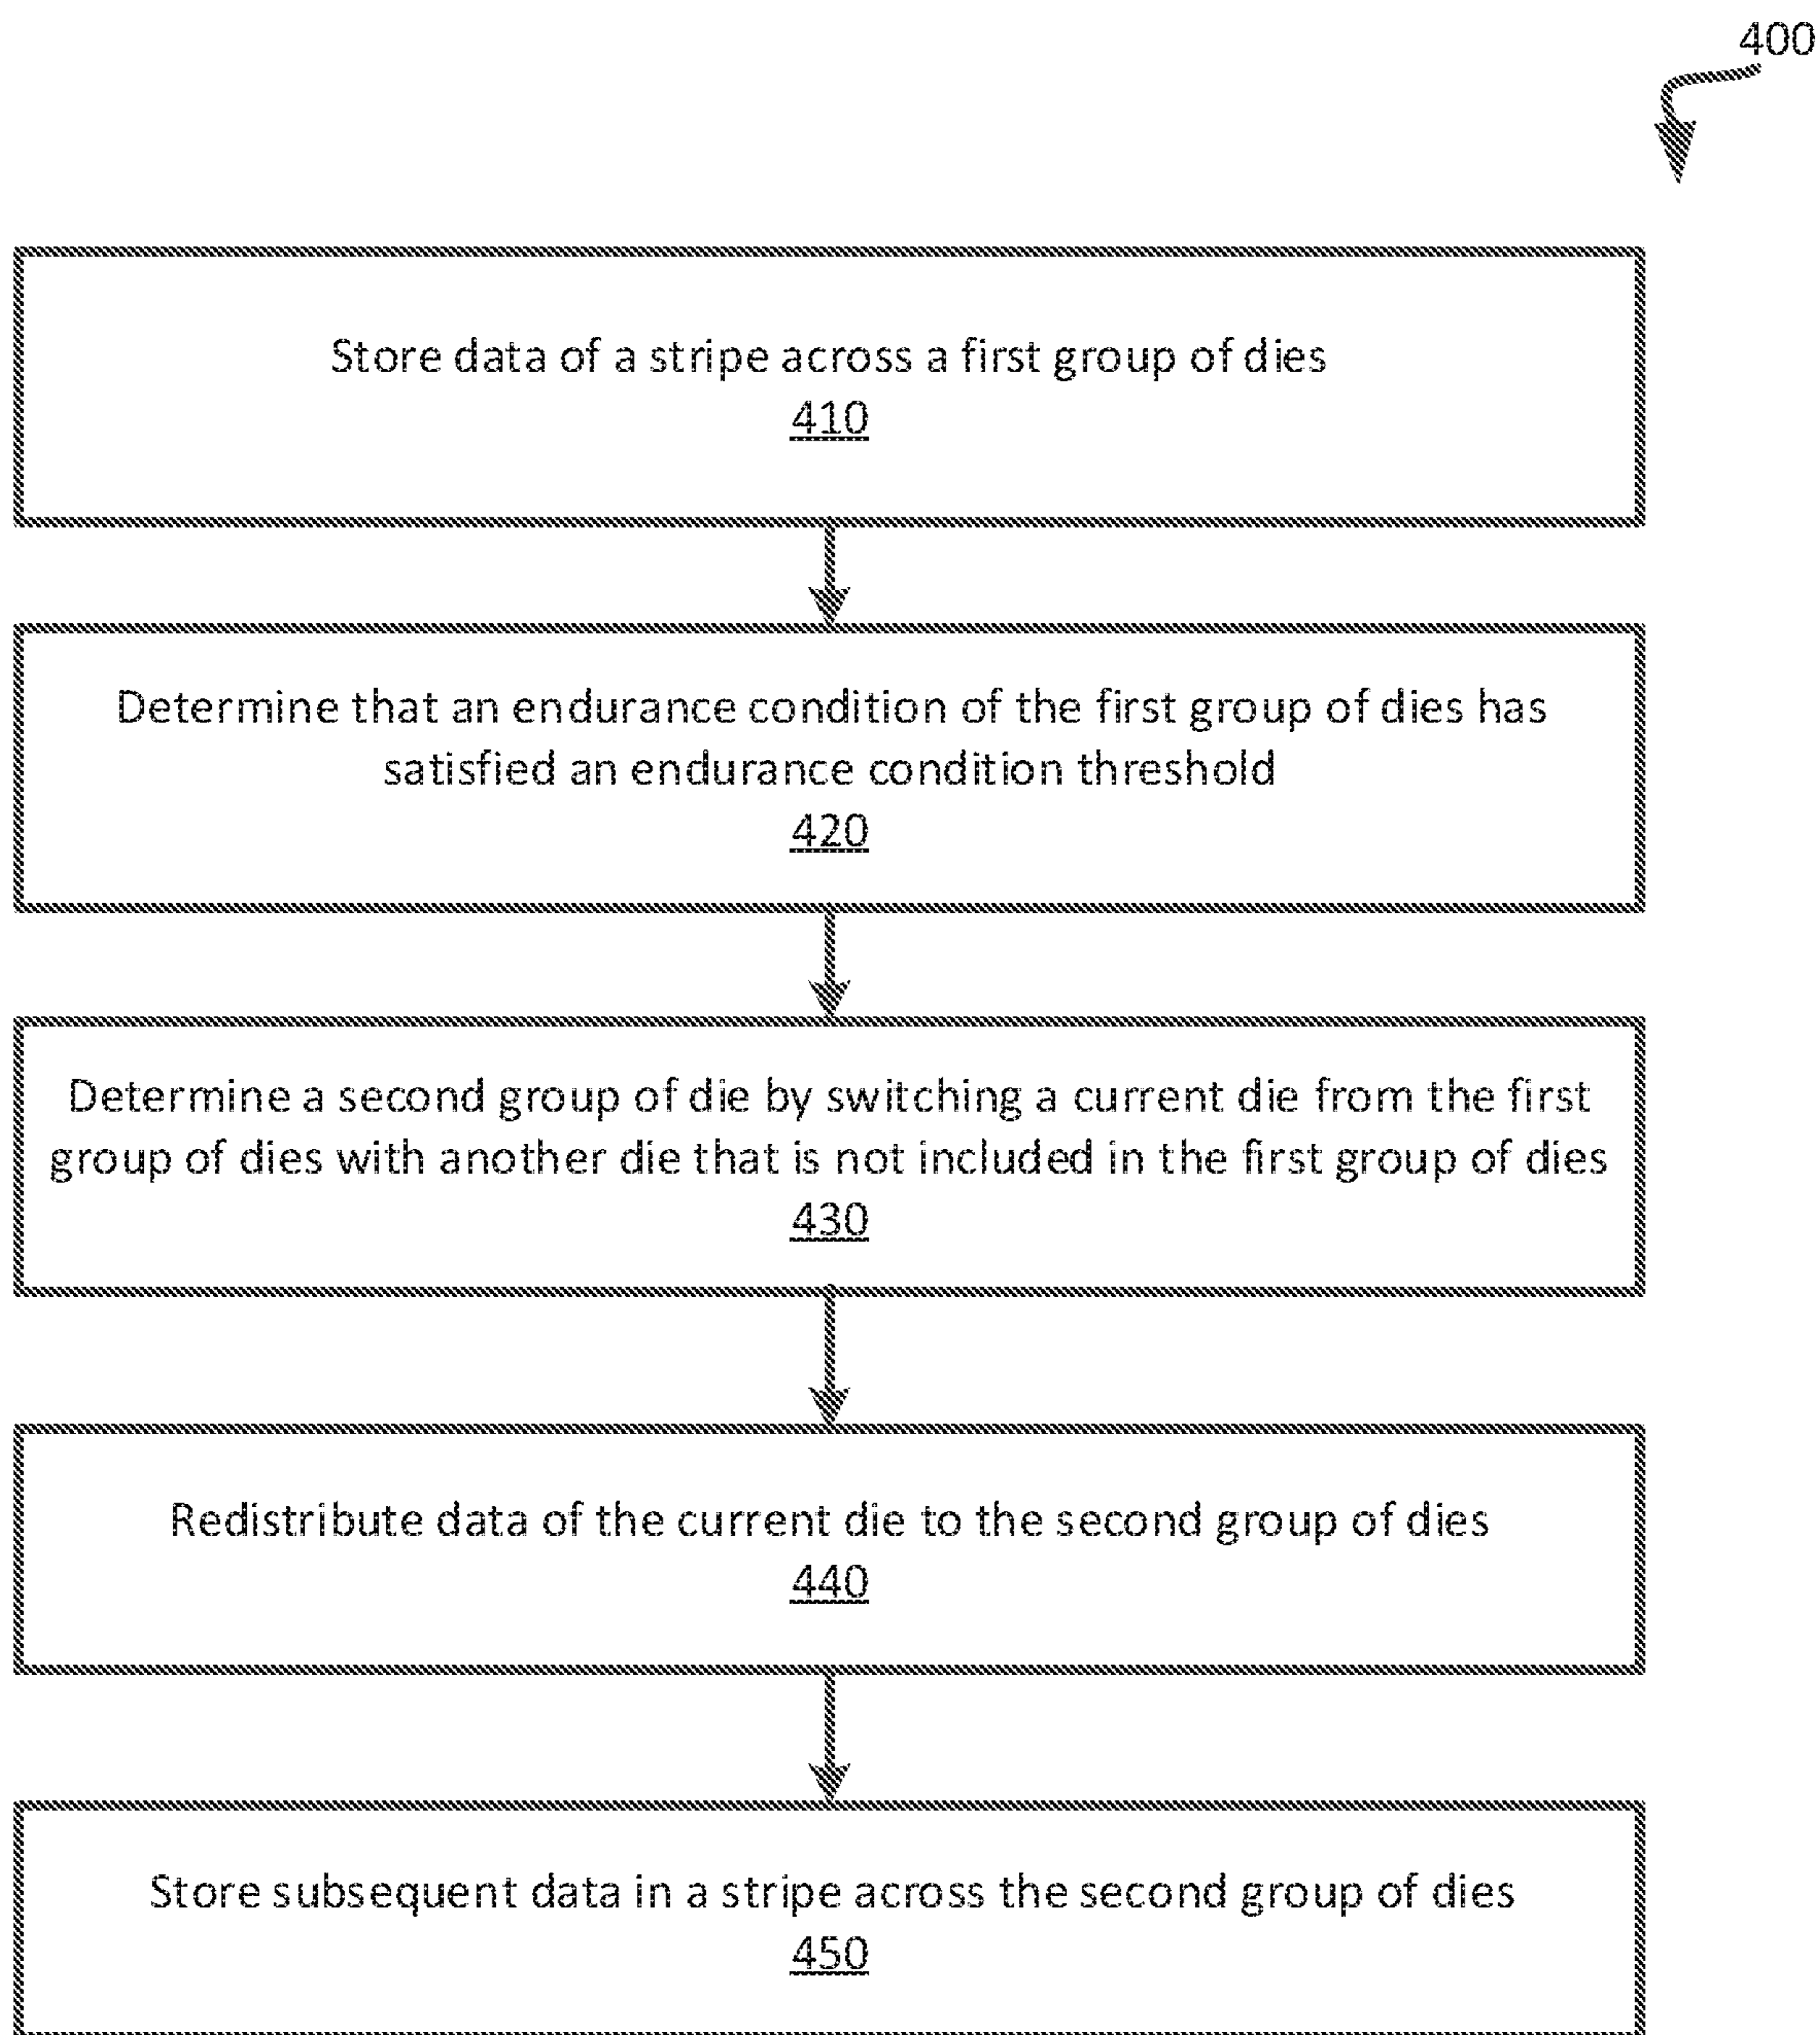 400
Store data of a stripe across a first group of dies
410
Determine that an endurance condition of the first group of dies has
satisfied an endurance condition threshold
420
Determine a second group of die by switching a current die from the first
group of dies with another die that is not included in the first group of dies
430
Redistribute data of the current die to the second group of dies
440
Store subsequent data in a stripe across the second group of dies
450